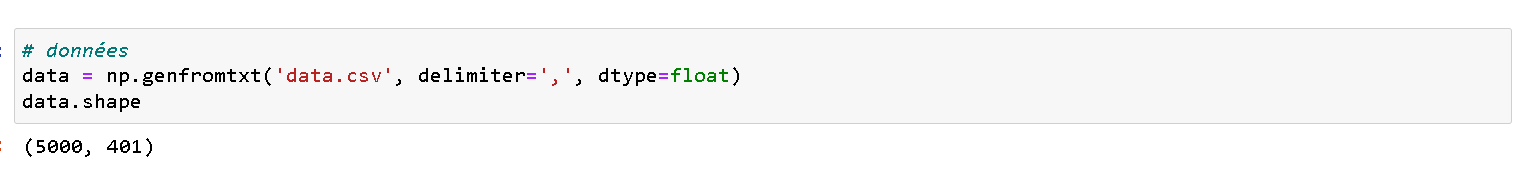 # données
data = np.genfromtxt('data.csv', delimiter=',', dtype=float)
data.shape
(5000, 401)